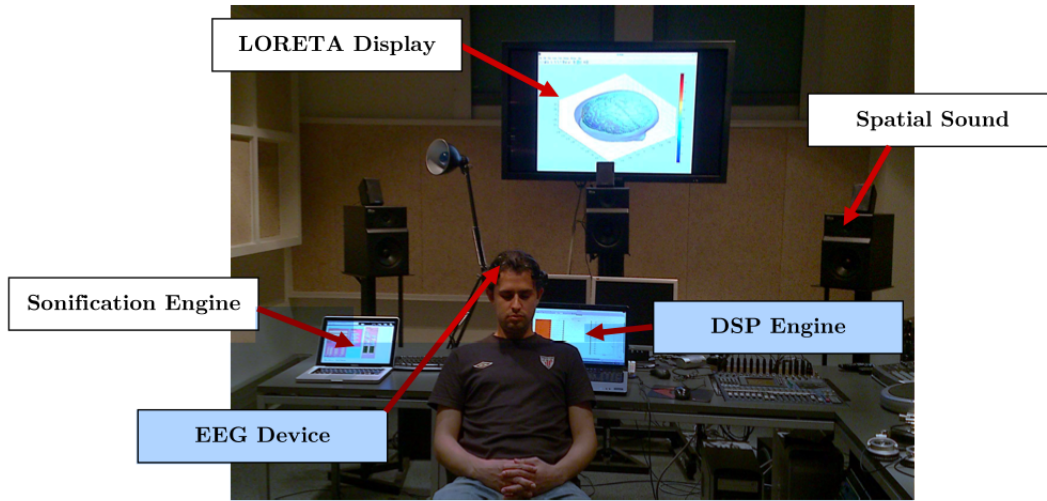 LORETA Display
Spatial Sound
Sonification Engine
DSP Engine
EEG Device